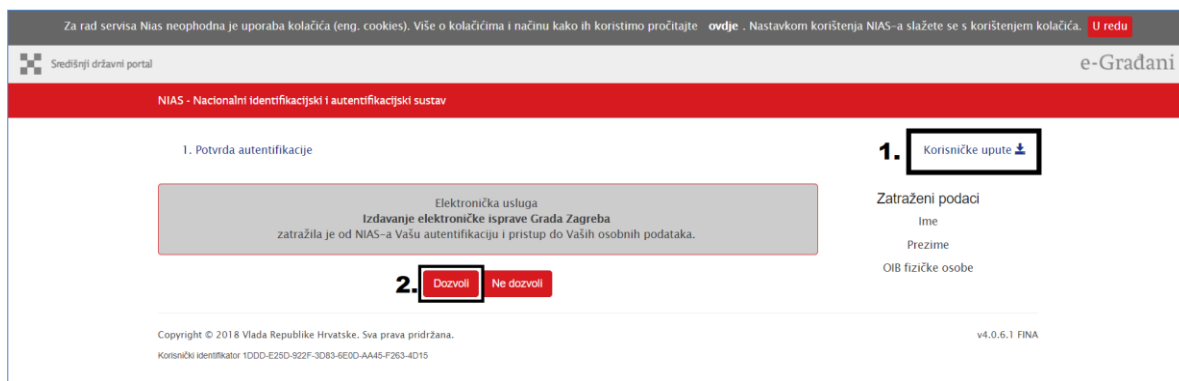 Za rad servisa Nias neophodna je uporaba kolačića (eng. cookies). Više o kolačićima i načinu kako ih koristimo pročitajte ovdje . Nastavkom korištenja NIAS-a slažete se s korištenjem kolačića. U redu
Središnji državni portal
e-Građani
NIAS - Nacionalni identifikacijski i autentifikacijski sustav
1. Potvrda autentifikacije
1. Korisničke upute
Elektronička usluga
Izdavanje elektroničke isprave Grada Zagreba
zatražila je od NIAS-a Vašu autentifikaciju i pristup do Vaših osobnih podataka.
Zatraženi podaci
Ime
Prezime
OIB fizičke osobe
2. Dozvoli Ne dozvoli
Copyright © 2018 Vlada Republike Hrvatske. Sva prava pridržana.
v4.0.6.1 FINA
Korisnički identifikator 1DDD-E25D-922F-3D83-6E0D-AA45-F263-4D15